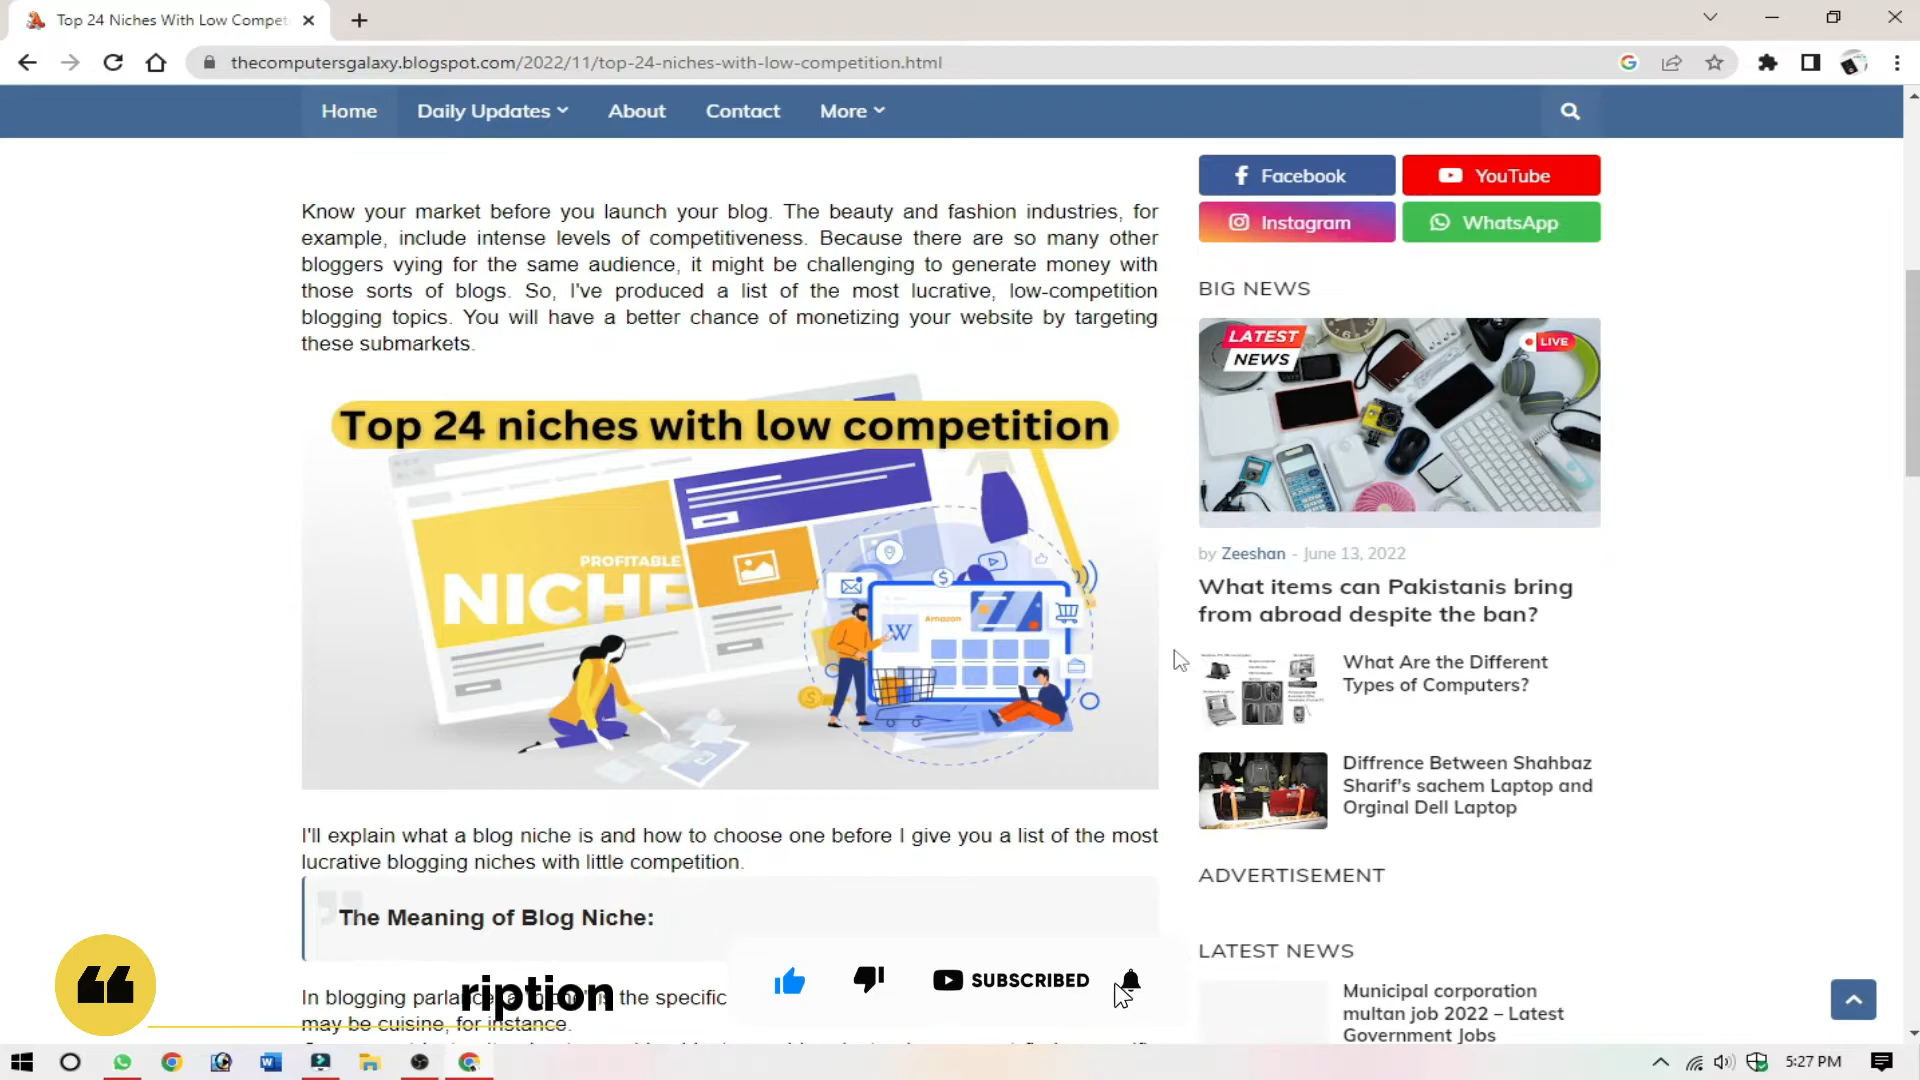 Top 24 Niches With Low Compet
thecomputersgalaxy.blogspot.com/2022/11/top-24-niches-with-low-competition.html
Home Daily Updates About Contact More
Facebook YouTube
Instagram WhatsApp
Know your market before you launch your blog. The beauty and fashion industries, for
example, include intense levels of competitiveness. Because there are so many other
bloggers vying for the same audience, it might be challenging to generate money with
those sorts of blogs. So, I've produced a list of the most lucrative, low-competition
blogging topics. You will have a better chance of monetizing your website by targeting
these submarkets.
Top 24 niches with low competition
PROFITABLE
NICHE
W
Amazon
I'll explain what a blog niche is and how to choose one before I give you a list of the most
lucrative blogging niches with little competition.
The Meaning of Blog Niche:
In blogging parlance, a "niche" is the specific
may be cuisine, for instance.
ription
SUBSCRIBED
BIG NEWS
LATEST
NEWS
LIVE
by Zeeshan - June 13, 2022
What items can Pakistanis bring
from abroad despite the ban?
What Are the Different
Types of Computers?
Diffrence Between Shahbaz
Sharif's sachem Laptop and
Orginal Dell Laptop
ADVERTISEMENT
LATEST NEWS
Municipal corporation
multan job 2022 – Latest
Government Jobs
5:27 PM